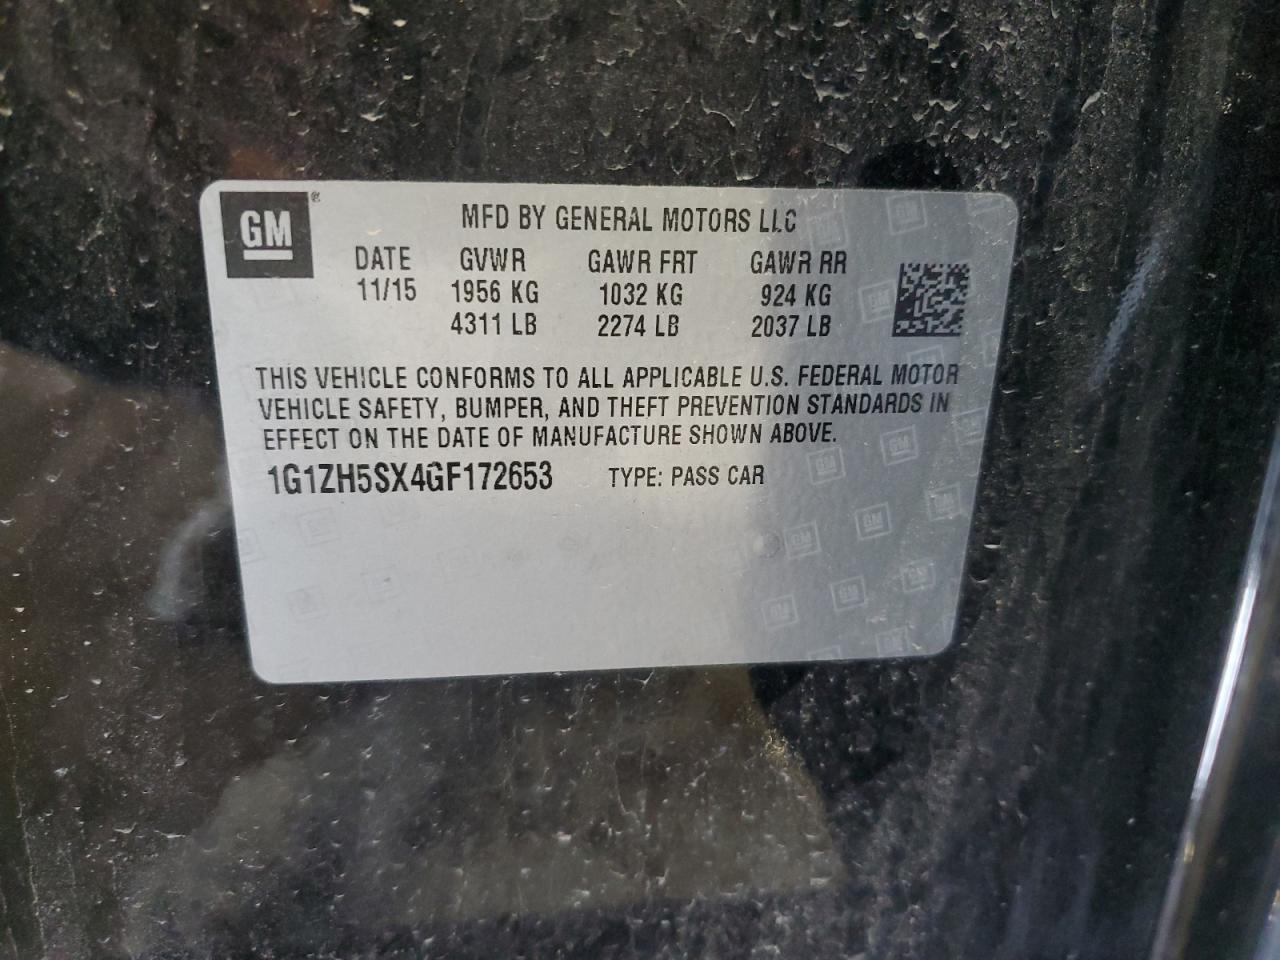 GM ®
MFD BY GENERAL MOTORS LLC
DATE GVWR GAWR FRT GAWR RR
11/15 1956 KG 1032 KG 924 KG
4311 LB 2274 LB 2037 LB
THIS VEHICLE CONFORMS TO ALL APPLICABLE U.S. FEDERAL MOTOR
VEHICLE SAFETY, BUMPER, AND THEFT PREVENTION STANDARDS IN
EFFECT ON THE DATE OF MANUFACTURE SHOWN ABOVE.
1G1ZH5SX4GF172653 TYPE: PASS CAR